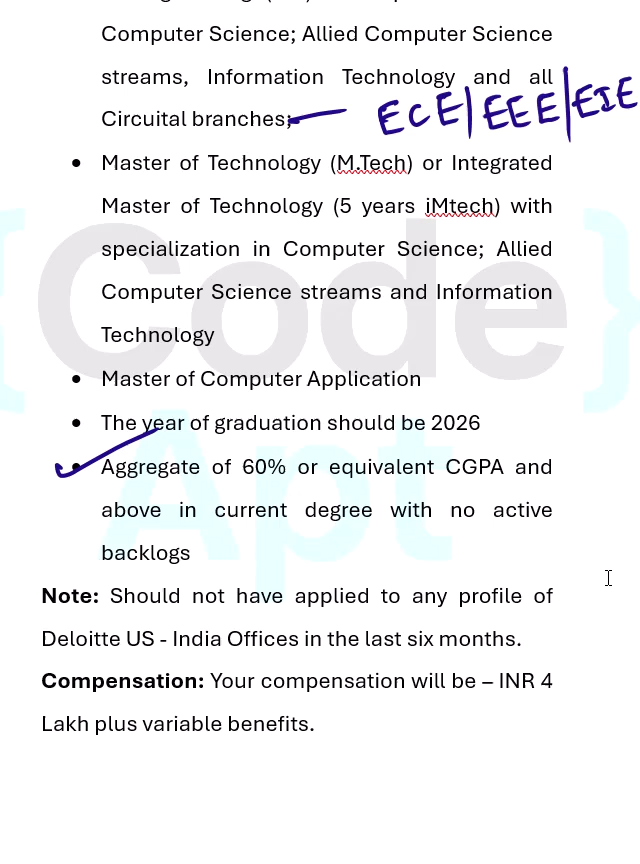 Computer Science; Allied Computer Science
streams, Information Technology and all
Circuital branches;
ECE|EEE|EIE
• Master of Technology (M.Tech) or Integrated
Master of Technology (5 years iMtech) with
specialization in Computer Science; Allied
Computer Science streams and Information
Technology
• Master of Computer Application
• The year of graduation should be 2026
• Aggregate of 60% or equivalent CGPA and
above in current degree with no active
backlogs
Note: Should not have applied to any profile of
Deloitte US - India Offices in the last six months.
Compensation: Your compensation will be – INR 4
Lakh plus variable benefits.
{Code}
Apt